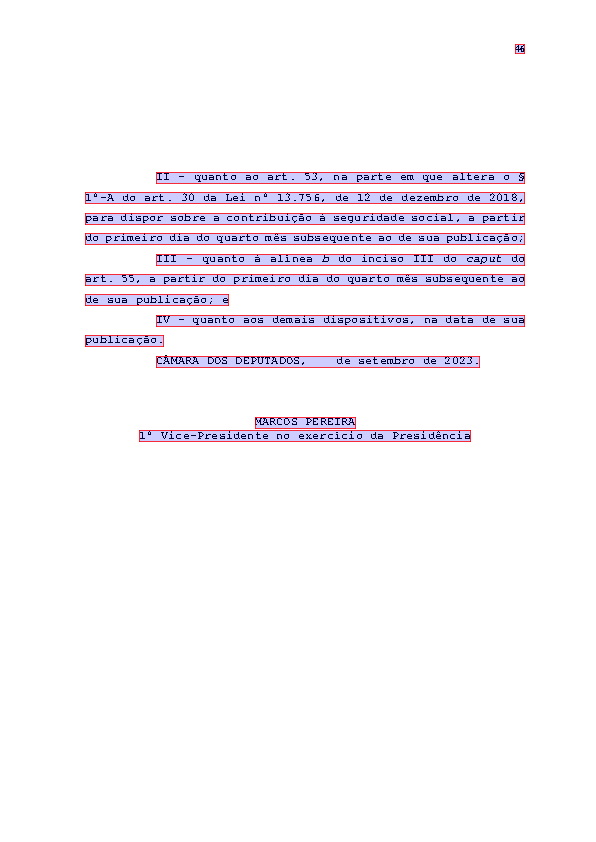 46
II – quanto ao art. 53, na parte em que altera o §
1º-A do art. 30 da Lei nº 13.756, de 12 de dezembro de 2018,
para dispor sobre a contribuição à seguridade social, a partir
do primeiro dia do quarto mês subsequente ao de sua publicação;
III – quanto à alínea b do inciso III do caput do
art. 55, a partir do primeiro dia do quarto mês subsequente ao
de sua publicação; e
IV – quanto aos demais dispositivos, na data de sua
publicação.
CÂMARA DOS DEPUTADOS, de setembro de 2023.
MARCOS PEREIRA
1º Vice-Presidente no exercício da Presidência